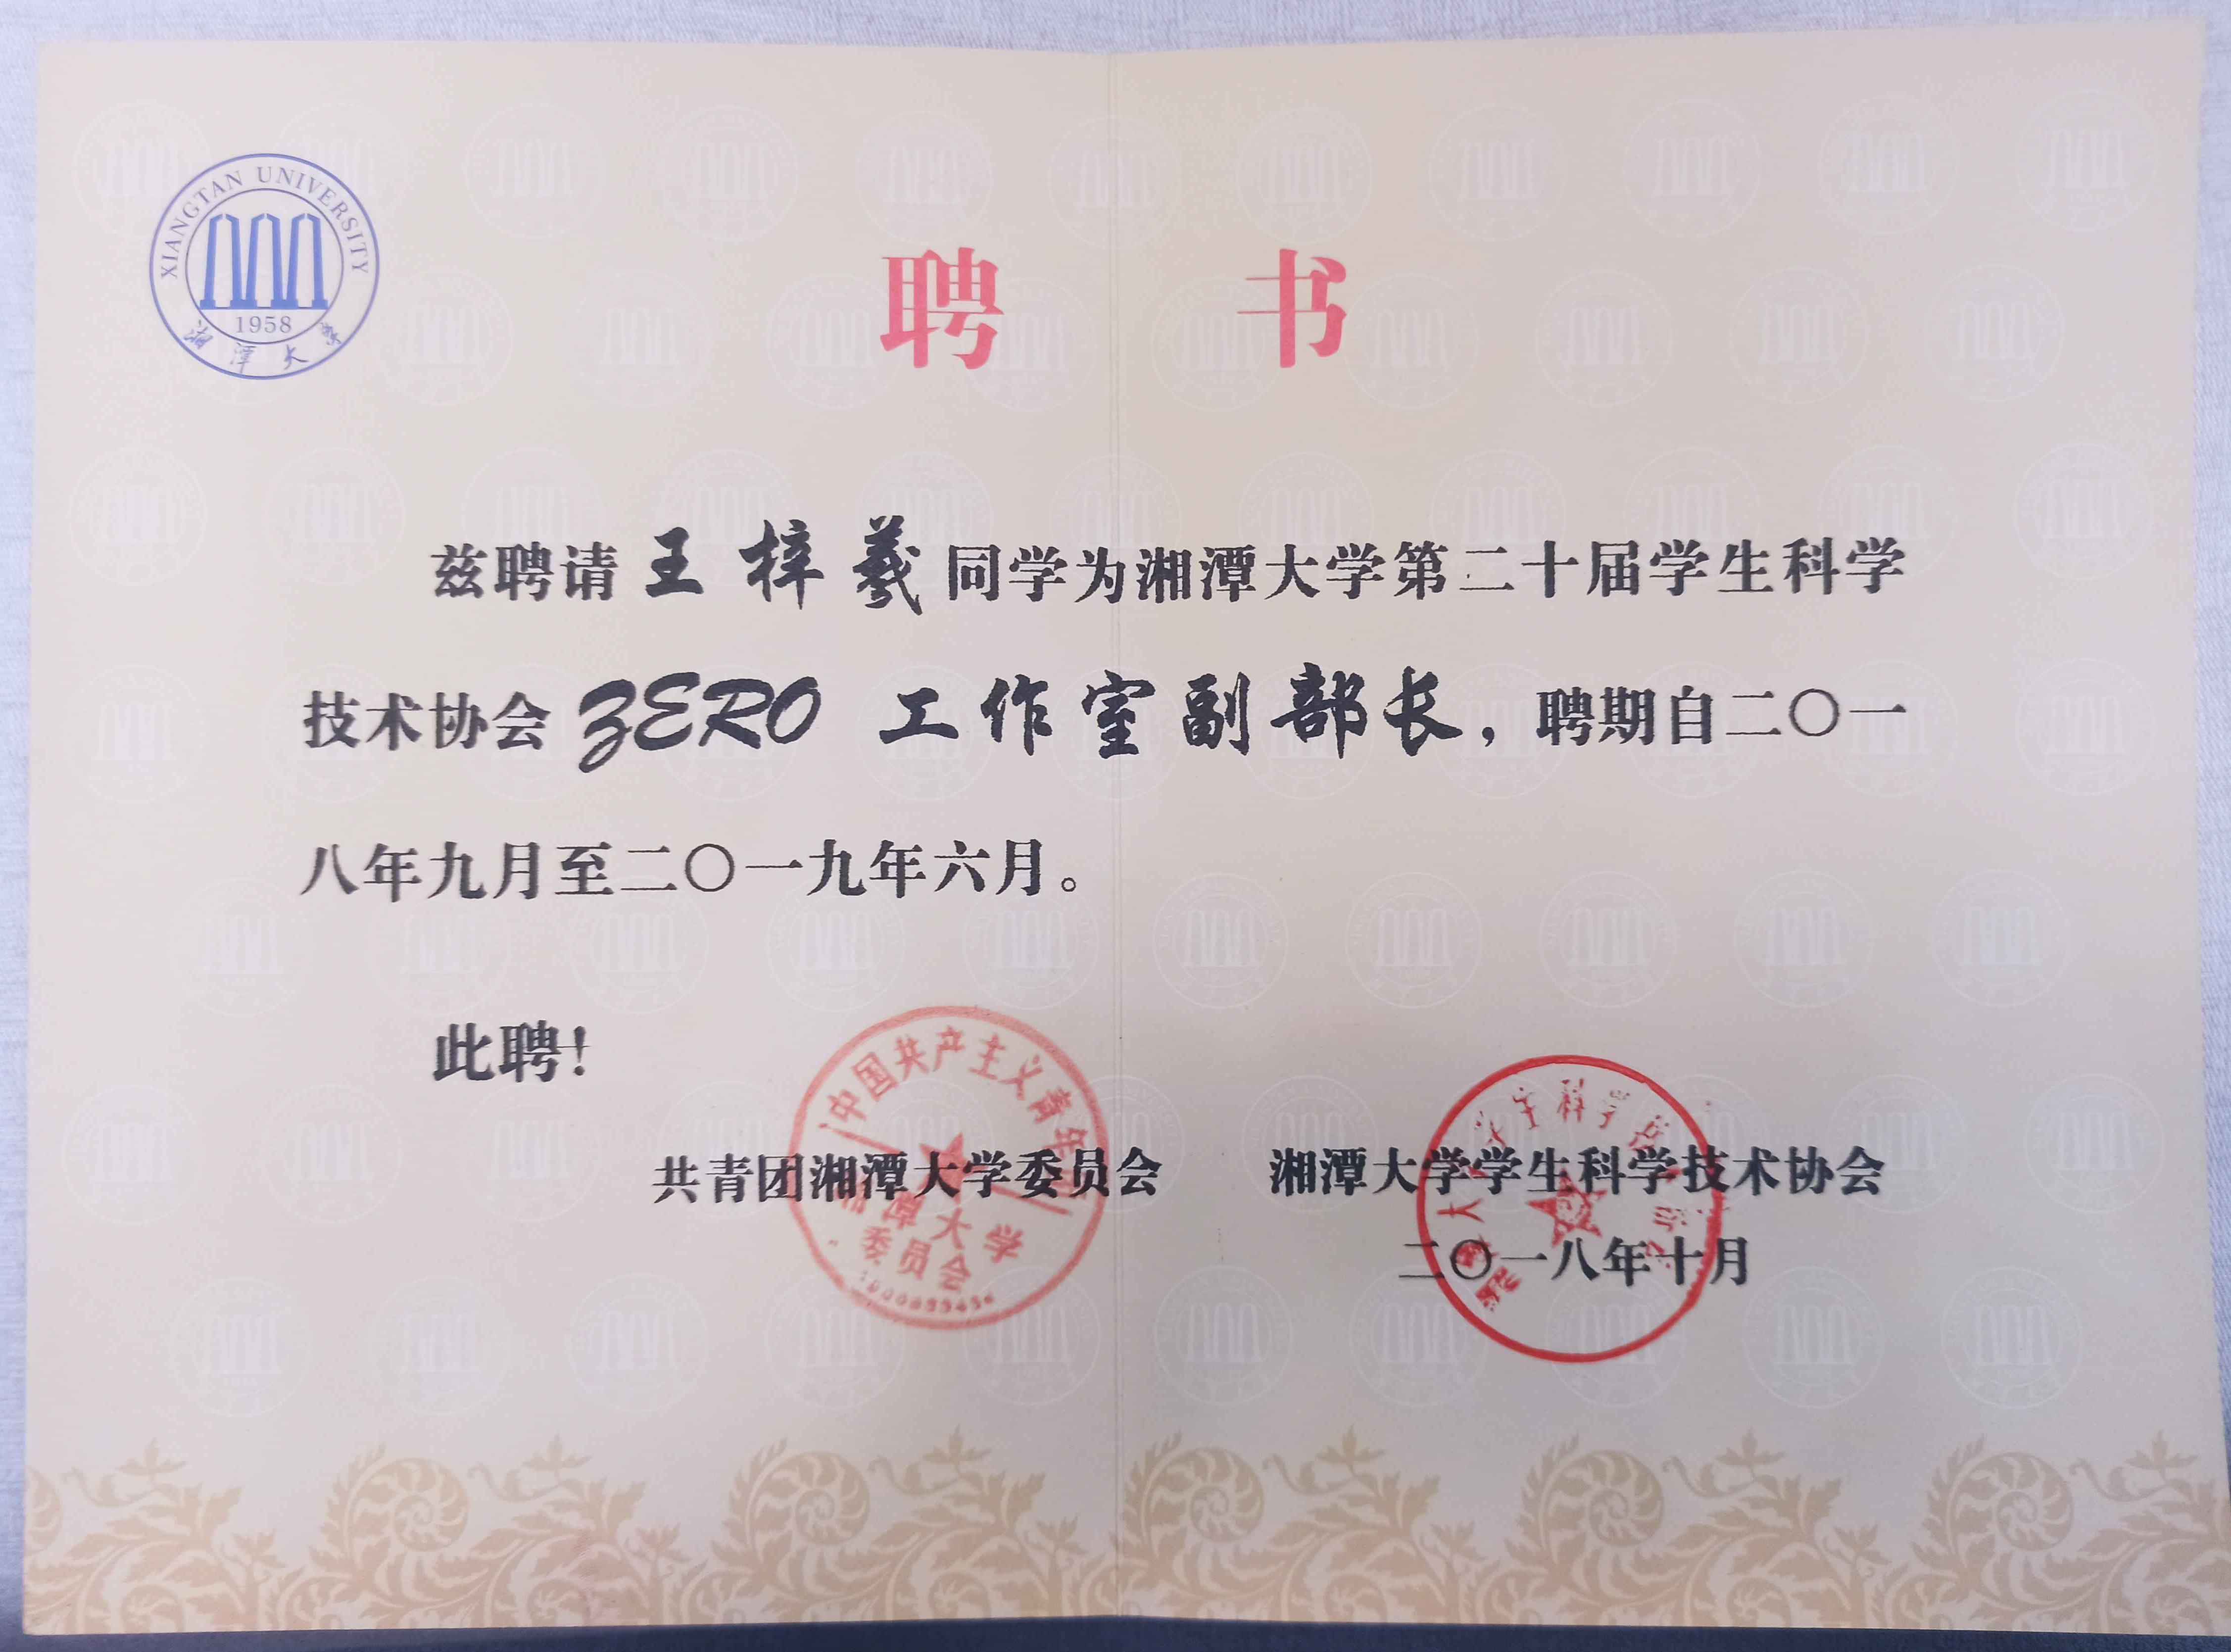 XIANGTAN UNIVERSITY
1958
湘潭大学
聘书
兹聘请王梓羲同学为湘潭大学第二十届学生科学
技术协会ZERO 工作室副部长，聘期自二〇一
八年九月至二〇一九年六月。
此聘！
中国共产主义青年
共青团湘潭大学委员会 湘潭大学学生科学技术协会
湘潭大学
委员会
二〇一八年十月